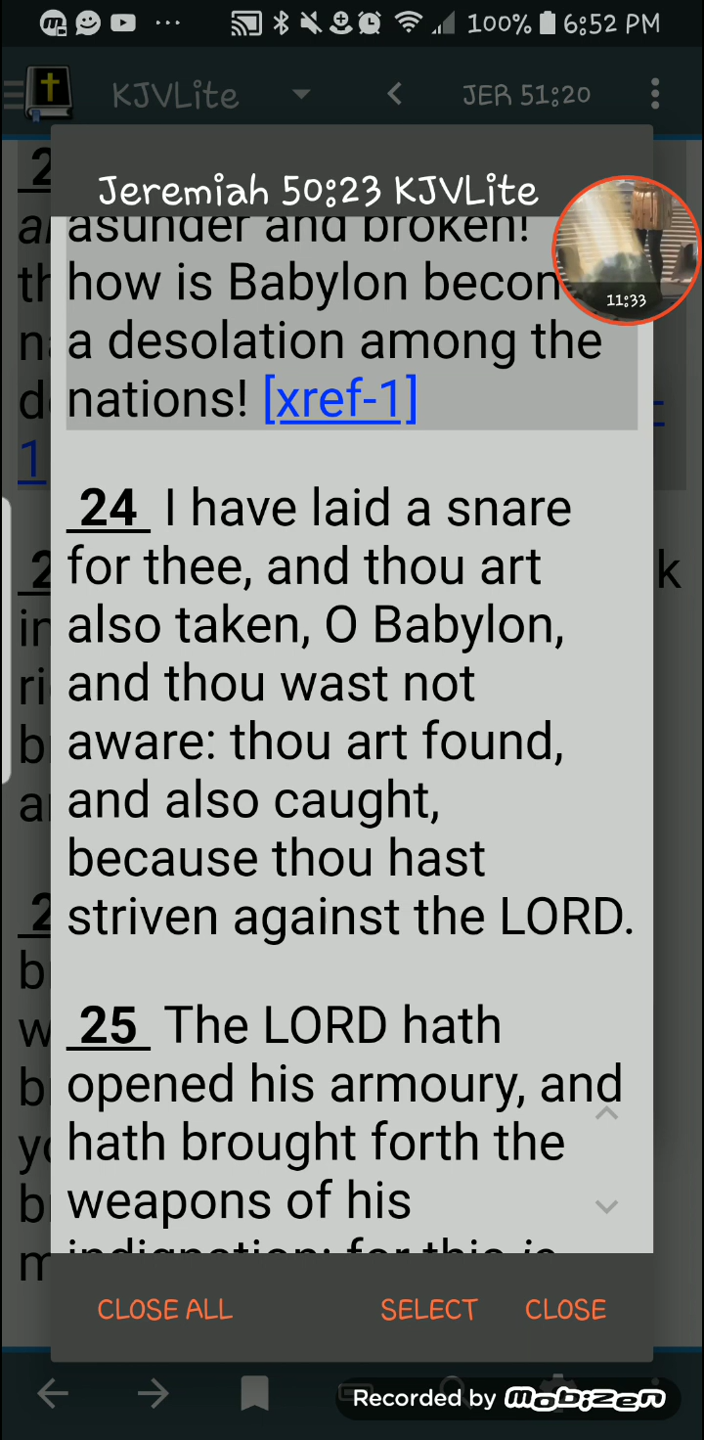 100% 6:52 PM
KJVLite
JER 51:20
Jeremiah 50:23 KJVLite
11:33
asunder and broken!
how is Babylon becom
a desolation among the
nations! [xref-1]
24 I have laid a snare
for thee, and thou art
also taken, O Babylon,
and thou wast not
aware: thou art found,
and also caught,
because thou hast
striven against the LORD.
25 The LORD hath
opened his armoury, and
hath brought forth the
weapons of his
indignation: for this is
CLOSE ALL SELECT CLOSE
Recorded by mobizen